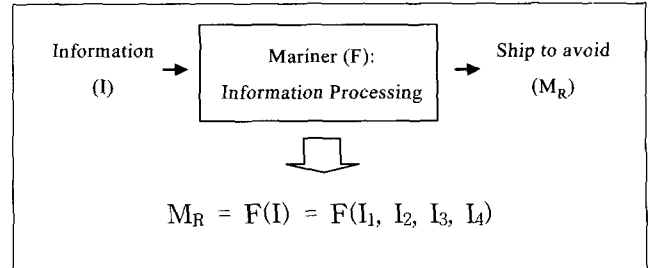 Information
(I)
Mariner (F):
Information Processing
Ship to avoid
(M_R)
M_R = F(I) = F(I_1, I_2, I_3, I_4)